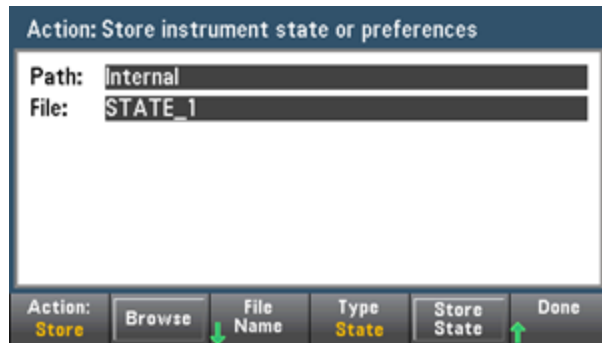 Action: Store instrument state or preferences
Path: Internal
File: STATE_1
Action: Browse File Type Store Done
Store Name State State